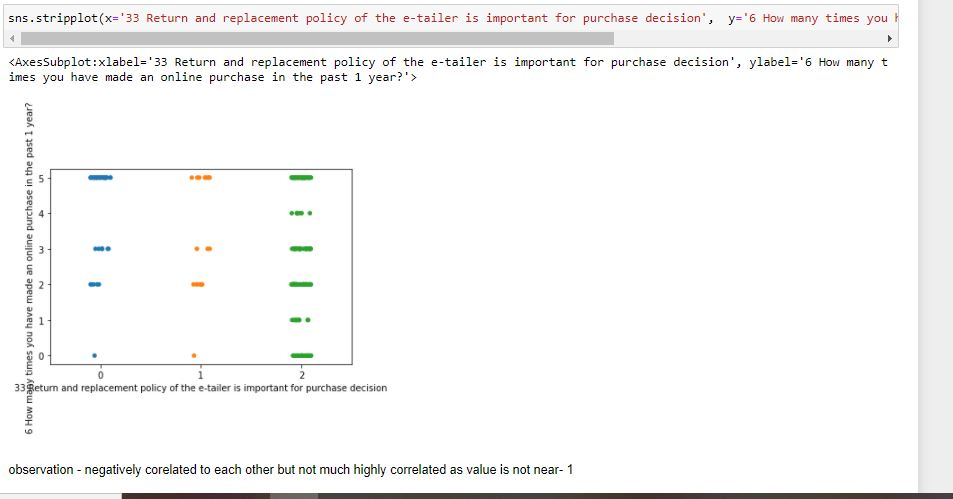 sns.stripplot(x='33 Return and replacement policy of the e-tailer is important for purchase decision', y='6 How many times you
<AxesSubplot:xlabel='33 Return and replacement policy of the e-tailer is important for purchase decision', ylabel='6 How many t
imes you have made an online purchase in the past 1 year?'>
6 How many times you have made an online purchase in the past 1 year?
5
4
3
2
1
0
0 1 2
33 Return and replacement policy of the e-tailer is important for purchase decision
observation - negatively corelated to each other but not much highly correlated as value is not near- 1